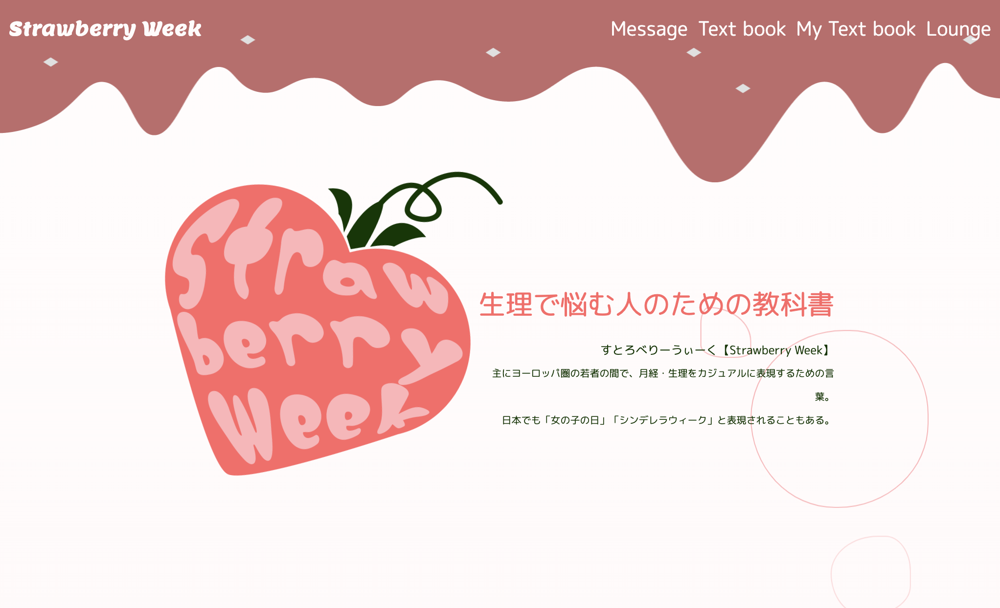 Strawberry Week
Message Text book My Text book Lounge
Straw
berry
Week
生理で悩む人のための教科書
すとろべりーうぃーく【Strawberry Week】
主にヨーロッパ圏の若者の間で、月経・生理をカジュアルに表現するための言
葉。
日本でも「女の子の日」「シンデレラウィーク」と表現されることもある。